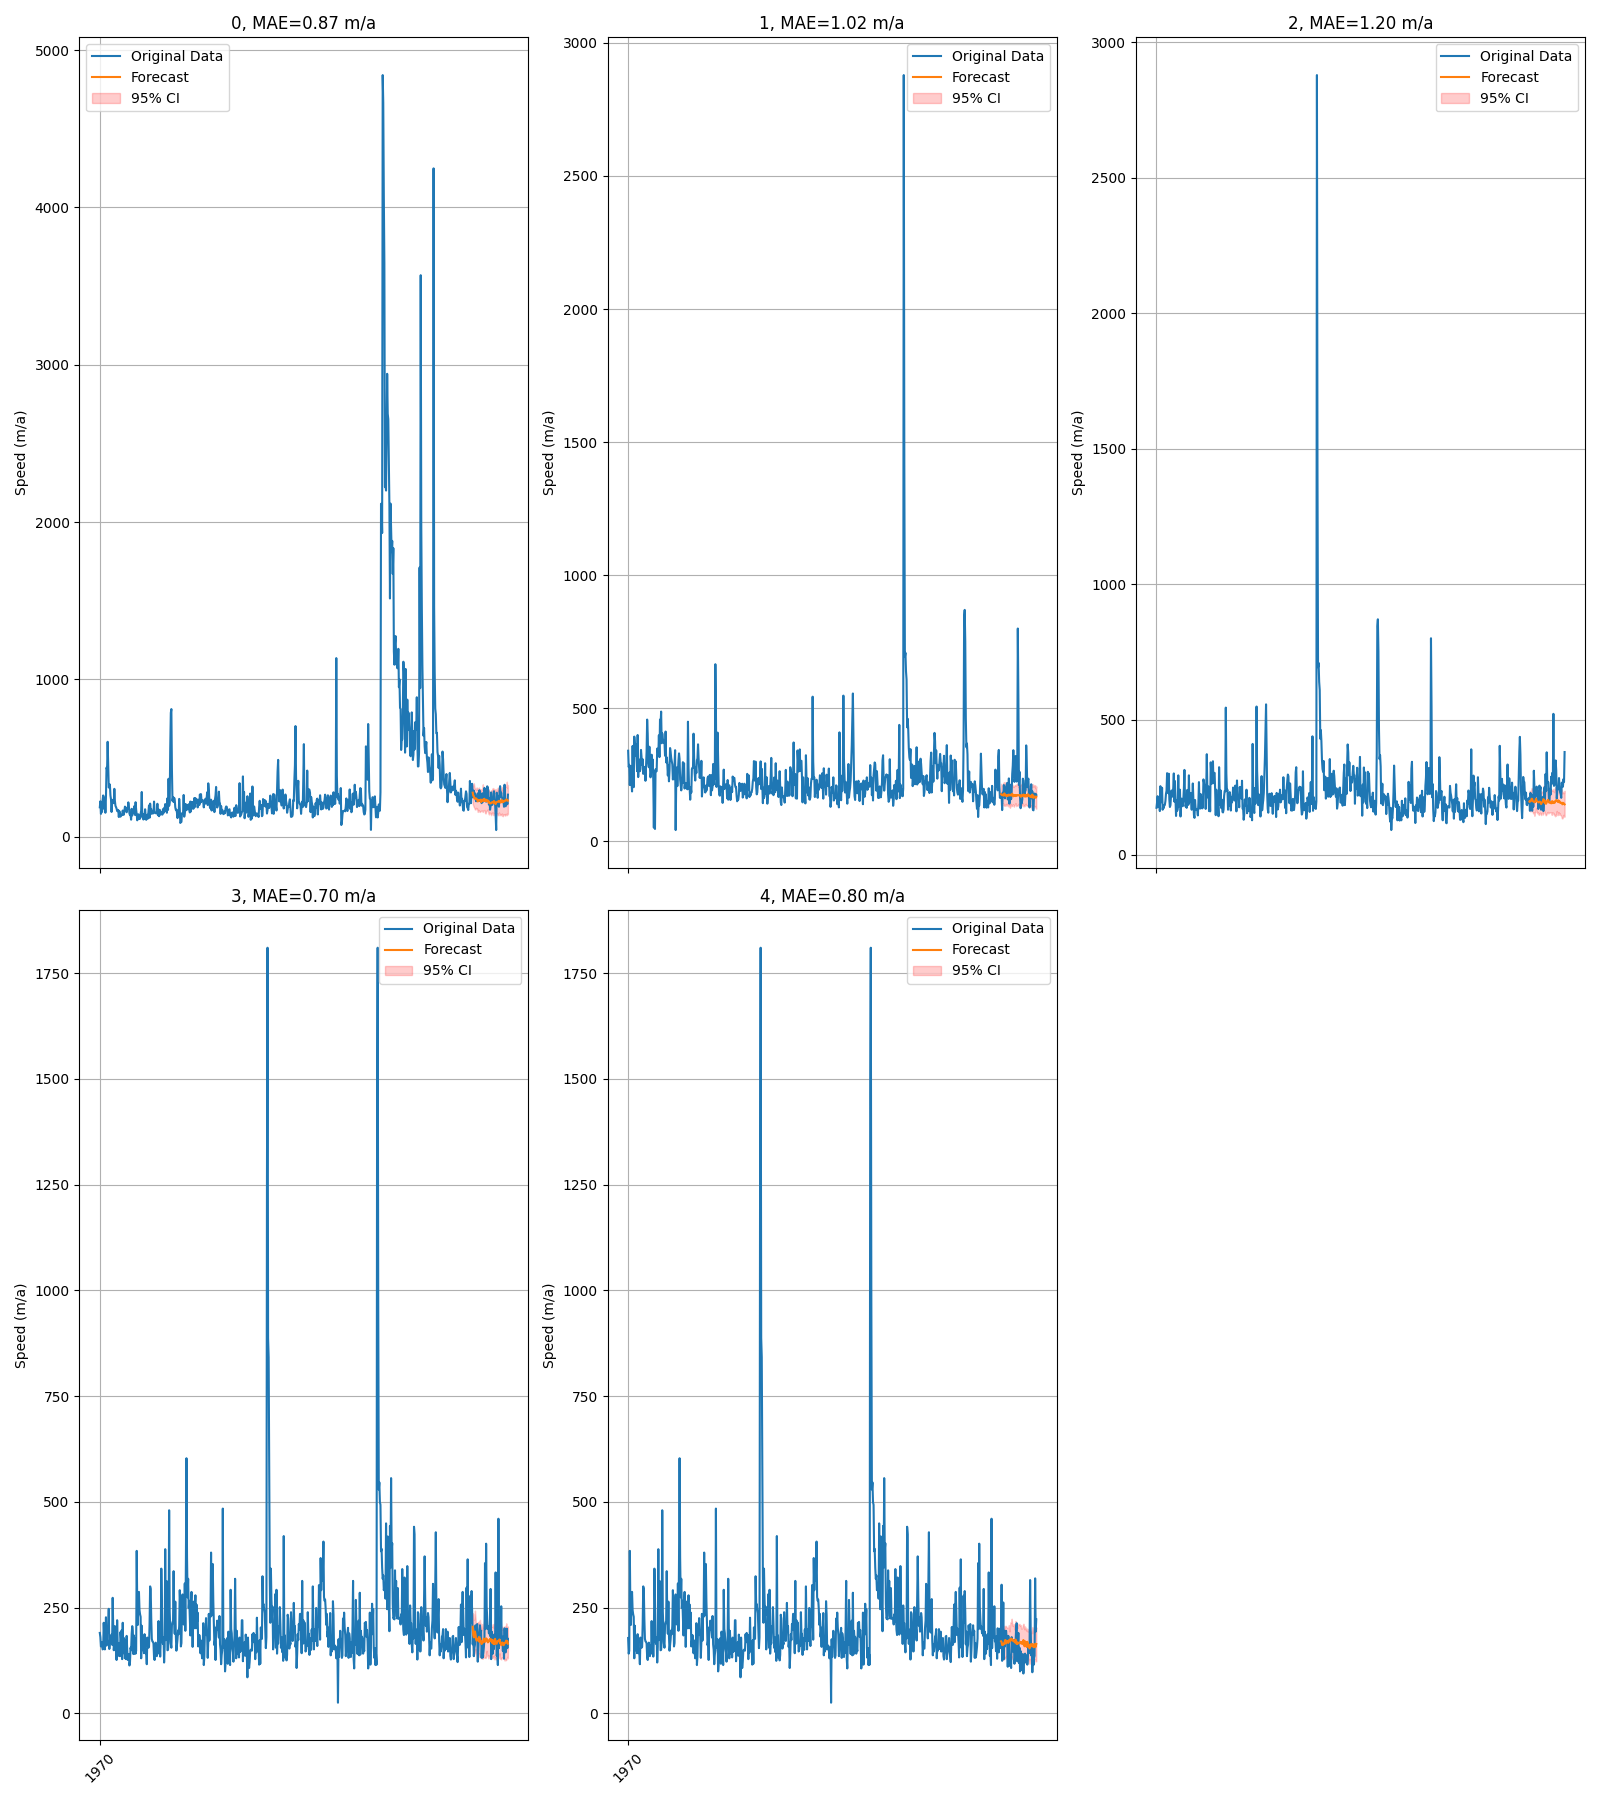 0, MAE=0.87 m/a
5000
4000
3000
2000
1000
0
Speed (m/a)
Original Data
Forecast
95% CI
1, MAE=1.02 m/a
3000
2500
2000
1500
1000
500
0
Speed (m/a)
Original Data
Forecast
95% CI
2, MAE=1.20 m/a
3000
2500
2000
1500
1000
500
0
Speed (m/a)
Original Data
Forecast
95% CI
3, MAE=0.70 m/a
1750
1500
1250
1000
750
500
250
0
Speed (m/a)
Original Data
Forecast
95% CI
1970
4, MAE=0.80 m/a
1750
1500
1250
1000
750
500
250
0
Speed (m/a)
Original Data
Forecast
95% CI
1970